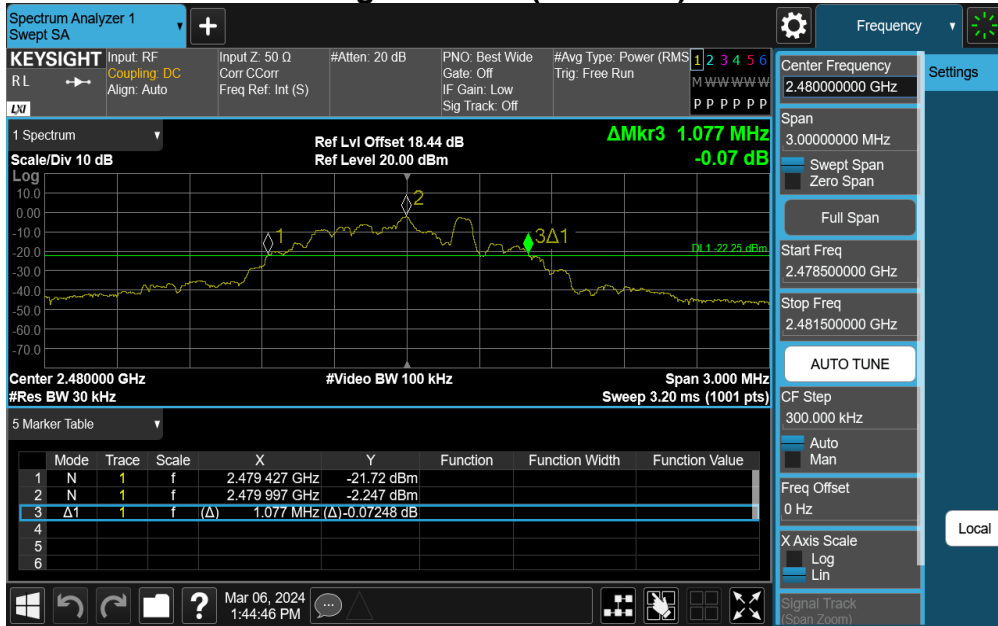 Spectrum Analyzer 1
Swept SA
+
Frequency
KEYSIGHT
RL
LXI
Input: RF
Coupling: DC
Align: Auto
Input Z: 50 Ω
Corr CCorr
Freq Ref: Int (S)
#Atten: 20 dB
PNO: Best Wide
Gate: Off
IF Gain: Low
Sig Track: Off
#Avg Type: Power (RMS
Trig: Free Run
1 2 3 4 5 6
M W W W W W
P P P P P P
1 Spectrum
Scale/Div 10 dB
Log
Ref Lvl Offset 18.44 dB
Ref Level 20.00 dBm
ΔMkr3 1.077 MHz
-0.07 dB
10.0
0.00
-10.0
-20.0
-30.0
-40.0
-50.0
-60.0
-70.0
1
2
3Δ1
DL1 -22.25 dBm
Center 2.480000 GHz
#Res BW 30 kHz
#Video BW 100 kHz
Span 3.000 MHz
Sweep 3.20 ms (1001 pts)
5 Marker Table
Mode Trace Scale X Y Function Function Width Function Value
1 N 1 f 2.479 427 GHz -21.72 dBm
2 N 1 f 2.479 997 GHz -2.247 dBm
3 Δ1 1 f (Δ) 1.077 MHz (Δ)-0.07248 dB
4
5
6
Mar 06, 2024
1:44:46 PM
Center Frequency
2.480000000 GHz
Settings
Span
3.00000000 MHz
Swept Span
Zero Span
Full Span
Start Freq
2.478500000 GHz
Stop Freq
2.481500000 GHz
AUTO TUNE
CF Step
300.000 kHz
Auto
Man
Freq Offset
0 Hz
Local
X Axis Scale
Log
Lin
Signal Track
(Span Zoom)